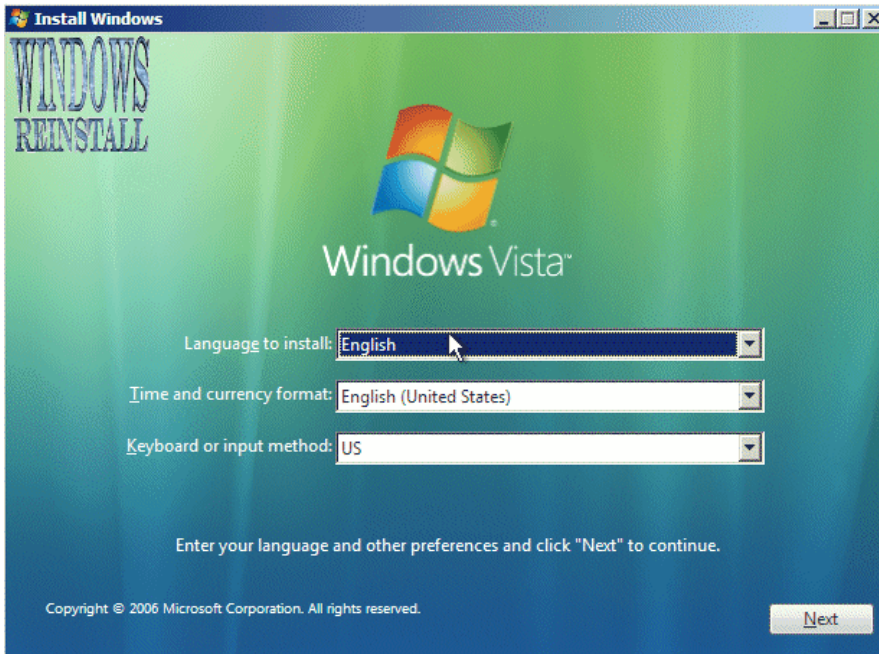 Install Windows
WINDOWS
REINSTALL
Windows Vista™
Language to install: English
Time and currency format: English (United States)
Keyboard or input method: US
Enter your language and other preferences and click "Next" to continue.
Copyright © 2006 Microsoft Corporation. All rights reserved.
Next